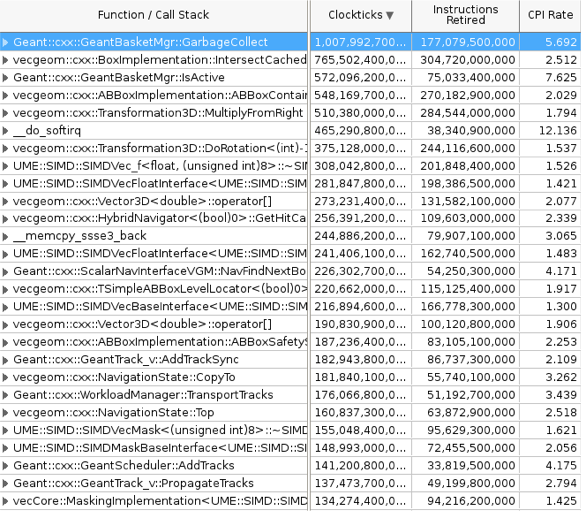 Function / Call Stack Clockticks ▼ Instructions Retired CPI Rate
Geant::cxx::GeantBasketMgr::GarbageCollect 1,007,992,700... 177,079,500,000 5.692
vecgeom::cxx::BoxImplementation::IntersectCached 765,502,400,0... 304,720,000,000 2.512
Geant::cxx::GeantBasketMgr::IsActive 572,096,200,0... 75,033,400,000 7.625
vecgeom::cxx::ABBoxImplementation::ABBoxContai 548,169,700,0... 270,182,900,000 2.029
vecgeom::cxx::Transformation3D::MultiplyFromRight 510,380,000,0... 284,544,000,000 1.794
__do_softirq 465,290,800,0... 38,340,900,000 12.136
vecgeom::cxx::Transformation3D::DoRotation<(int)-1 375,128,000,0... 244,116,600,000 1.537
UME::SIMD::SIMDVec_f<float, (unsigned int)8>::~SI 308,042,800,0... 201,848,400,000 1.526
UME::SIMD::SIMDVecFloatInterface<UME::SIMD::SIM 281,847,800,0... 198,386,500,000 1.421
vecgeom::cxx::Vector3D<double>::operator[] 273,231,400,0... 131,582,100,000 2.077
vecgeom::cxx::HybridNavigator<(bool)0>::GetHitCa 256,391,200,0... 109,603,000,000 2.339
__memcpy_ssse3_back 244,886,200,0... 79,907,100,000 3.065
UME::SIMD::SIMDVecFloatInterface<UME::SIMD::SIM 241,406,100,0... 162,740,500,000 1.483
Geant::cxx::ScalarNavInterfaceVGM::NavFindNextBo 226,302,700,0... 54,250,300,000 4.171
vecgeom::cxx::TSimpleABBoxLevelLocator<(bool)0> 220,662,000,0... 115,125,400,000 1.917
UME::SIMD::SIMDVecBaseInterface<UME::SIMD::SIM 216,894,600,0... 166,778,300,000 1.300
vecgeom::cxx::Vector3D<double>::operator[] 190,830,900,0... 100,120,800,000 1.906
vecgeom::cxx::ABBoxImplementation::ABBoxSafetyS 187,236,400,0... 83,105,100,000 2.253
Geant::cxx::GeantTrack_v::AddTrackSync 182,943,800,0... 86,737,300,000 2.109
vecgeom::cxx::NavigationState::CopyTo 181,840,100,0... 55,740,100,000 3.262
Geant::cxx::WorkloadManager::TransportTracks 176,066,800,0... 51,192,700,000 3.439
vecgeom::cxx::NavigationState::Top 160,837,300,0... 63,872,900,000 2.518
UME::SIMD::SIMDVecMask<(unsigned int)8>::~SIMD 155,048,400,0... 95,629,300,000 1.621
UME::SIMD::SIMDMaskBaseInterface<UME::SIMD::SI 148,993,000,0... 72,455,500,000 2.056
Geant::cxx::GeantScheduler::AddTracks 141,200,800,0... 33,819,500,000 4.175
Geant::cxx::GeantTrack_v::PropagateTracks 137,473,700,0... 49,199,800,000 2.794
vecCore::MaskingImplementation<UME::SIMD::SIMD 134,274,400,0... 94,216,200,000 1.425